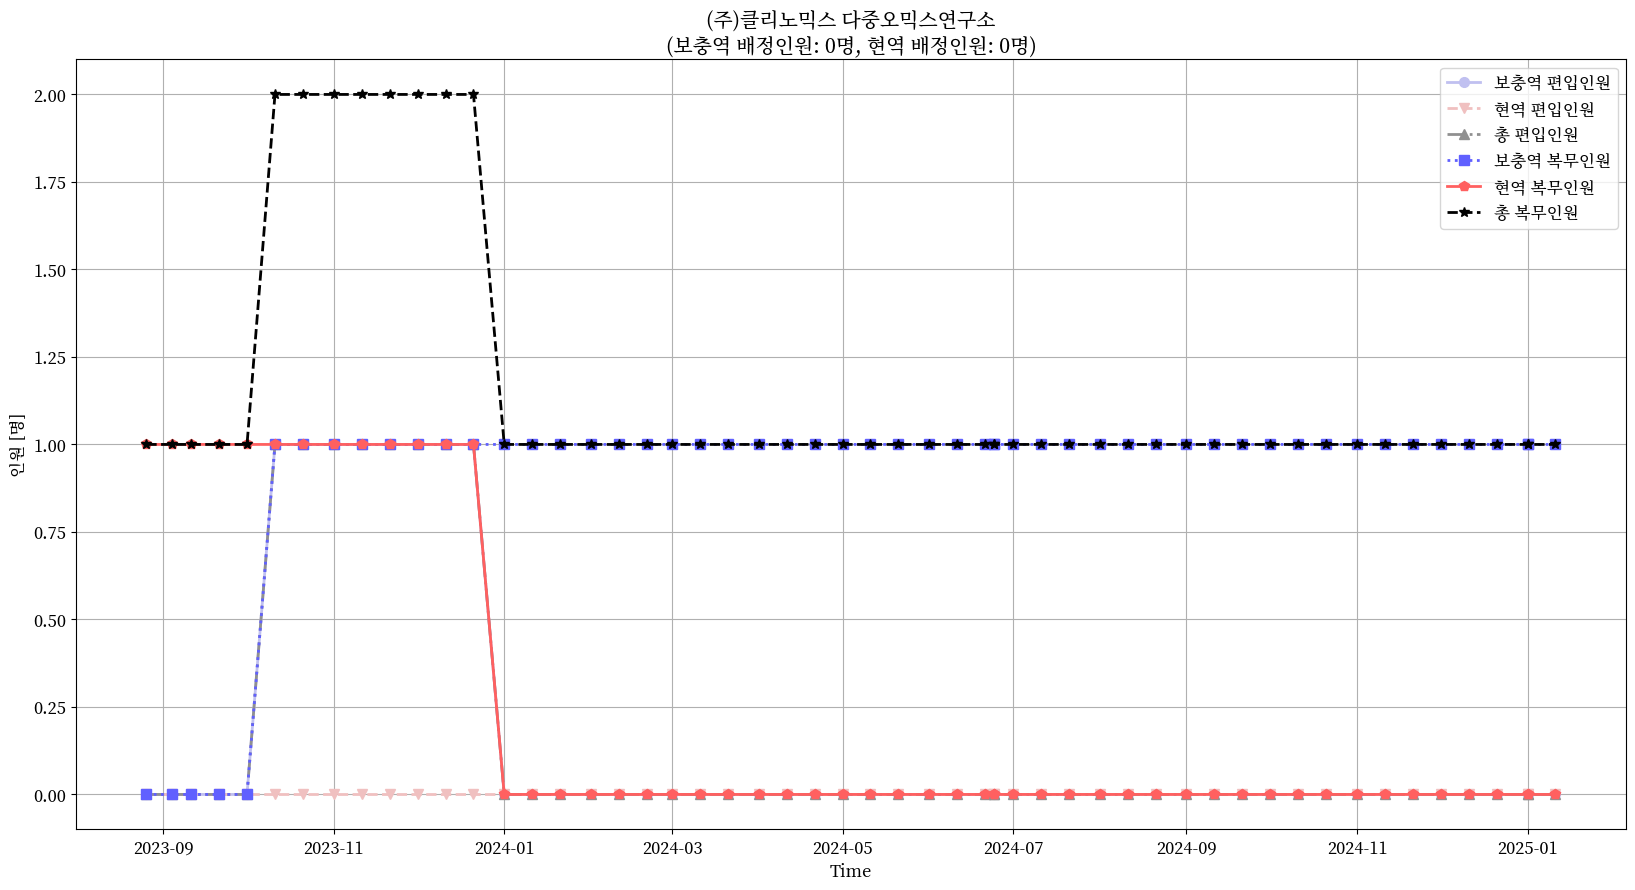 (주)클리노믹스 다중오믹스연구소
(보충역 배정인원: 0명, 현역 배정인원: 0명)
보충역 편입인원
현역 편입인원
총 편입인원
보충역 복무인원
현역 복무인원
총 복무인원
2.00
1.75
1.50
1.25
1.00
0.75
0.50
0.25
0.00
인원 [명]
2023-09 2023-11 2024-01 2024-03 2024-05 2024-07 2024-09 2024-11 2025-01
Time